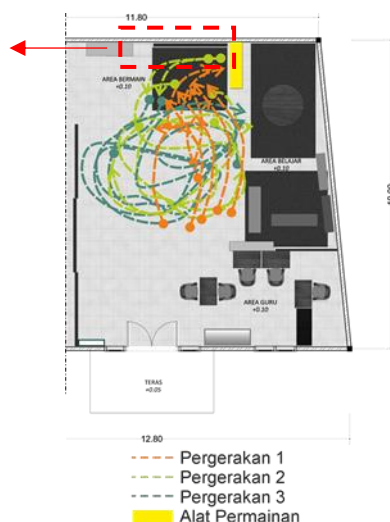 11.80
AREA BERMAIN
+0.10
AREA BELAJAR
+0.10
AREA GURU
+0.10
TERAS
+0.05
12.80
Pergerakan 1
Pergerakan 2
Pergerakan 3
Alat Permainan